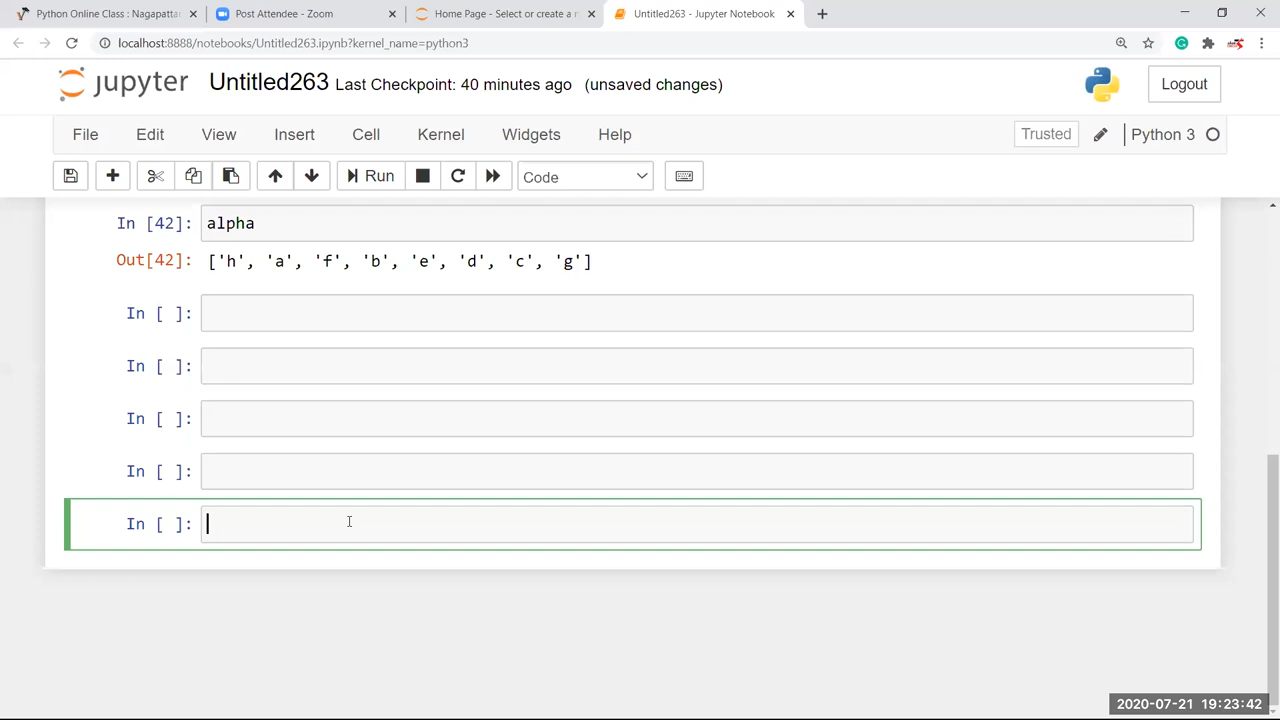 Python Online Class : Nagapattan
Post Attendee - Zoom
Home Page - Select or create a n
Untitled263 - Jupyter Notebook
localhost:8888/notebooks/Untitled263.ipynb?kernel_name=python3
jupyter Untitled263 Last Checkpoint: 40 minutes ago (unsaved changes)
Logout
File Edit View Insert Cell Kernel Widgets Help
Trusted
Python 3
Run
Code
In [42]: alpha
Out[42]: ['h', 'a', 'f', 'b', 'e', 'd', 'c', 'g']
In [ ]:
In [ ]:
In [ ]:
In [ ]:
In [ ]:
2020-07-21 19:23:42